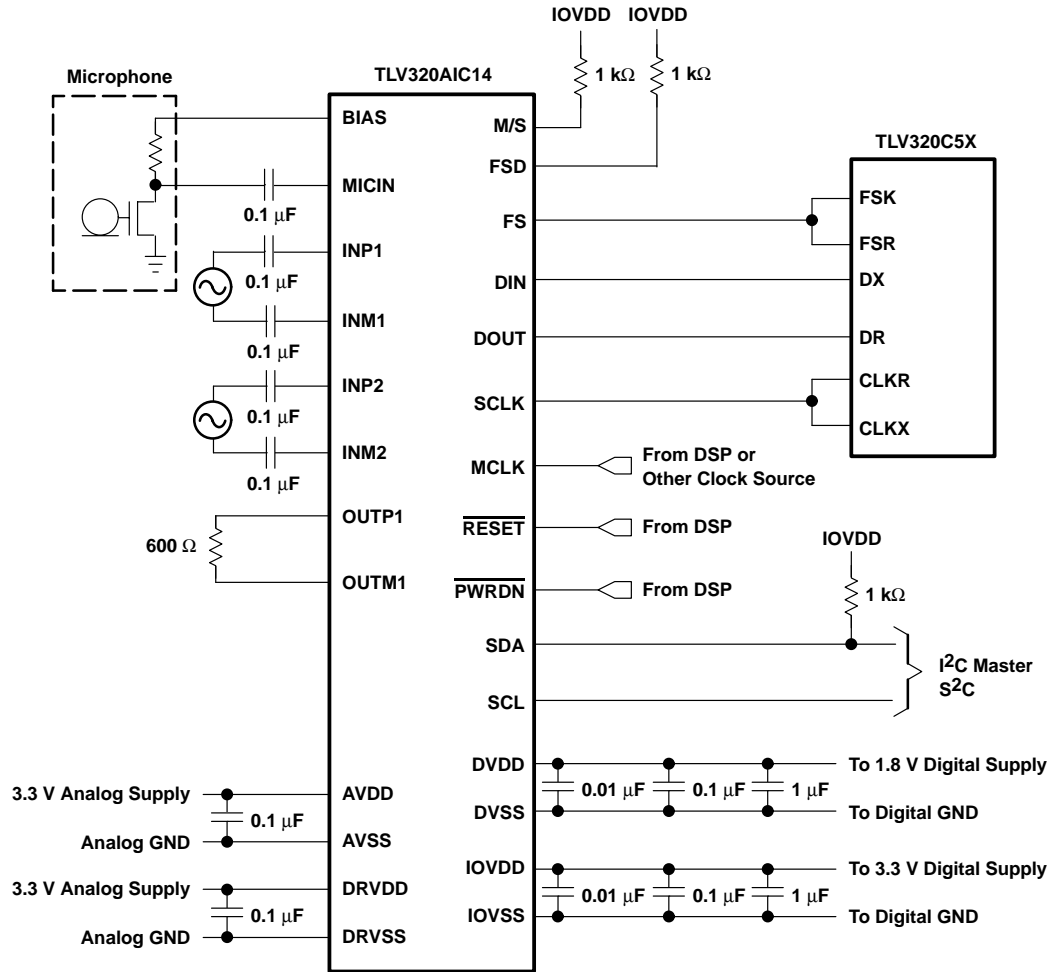 IOVDD IOVDD
1 kΩ 1 kΩ
Microphone
TLV320AIC14
TLV320C5X
BIAS
MICIN
0.1 μF
INP1
0.1 μF
INM1
0.1 μF
INP2
0.1 μF
INM2
0.1 μF
OUTP1
600 Ω
OUTM1
3.3 V Analog Supply
AVDD
0.1 μF
Analog GND
AVSS
3.3 V Analog Supply
DRVDD
0.1 μF
Analog GND
DRVSS
M/S
FSD
FS
DIN
DOUT
SCLK
FSK
FSR
DX
DR
CLKR
CLKX
MCLK
From DSP or
Other Clock Source
RESET
From DSP
PWRDN
From DSP
IOVDD
1 kΩ
SDA
SCL
I2C Master
S2C
DVDD
To 1.8 V Digital Supply
0.01 μF 0.1 μF 1 μF
DVSS
To Digital GND
IOVDD
To 3.3 V Digital Supply
0.01 μF 0.1 μF 1 μF
IOVSS
To Digital GND